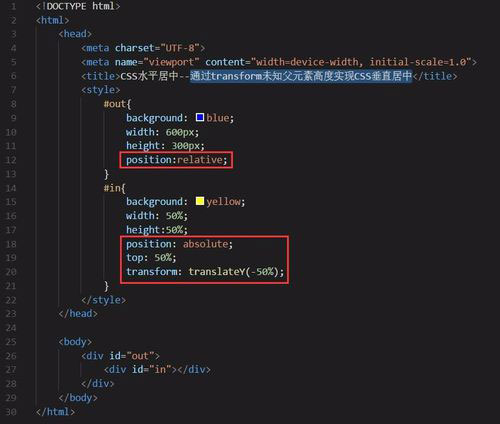 1 <!DOCTYPE html>
2 <html>
3 <head>
4 <meta charset="UTF-8">
5 <meta name="viewport" content="width=device-width, initial-scale=1.0">
6 <title>CSS水平居中--通过transform未知父元素高度实现CSS垂直居中</title>
7 <style>
8 #out{
9 background: blue;
10 width: 600px;
11 height: 300px;
12 position:relative;
13 }
14 #in{
15 background: yellow;
16 width: 50%;
17 height:50%;
18 position: absolute;
19 top: 50%;
20 transform: translateY(-50%);
21 }
22 </style>
23 </head>
24
25 <body>
26 <div id="out">
27 <div id="in"></div>
28 </div>
29 </body>
30 </html>